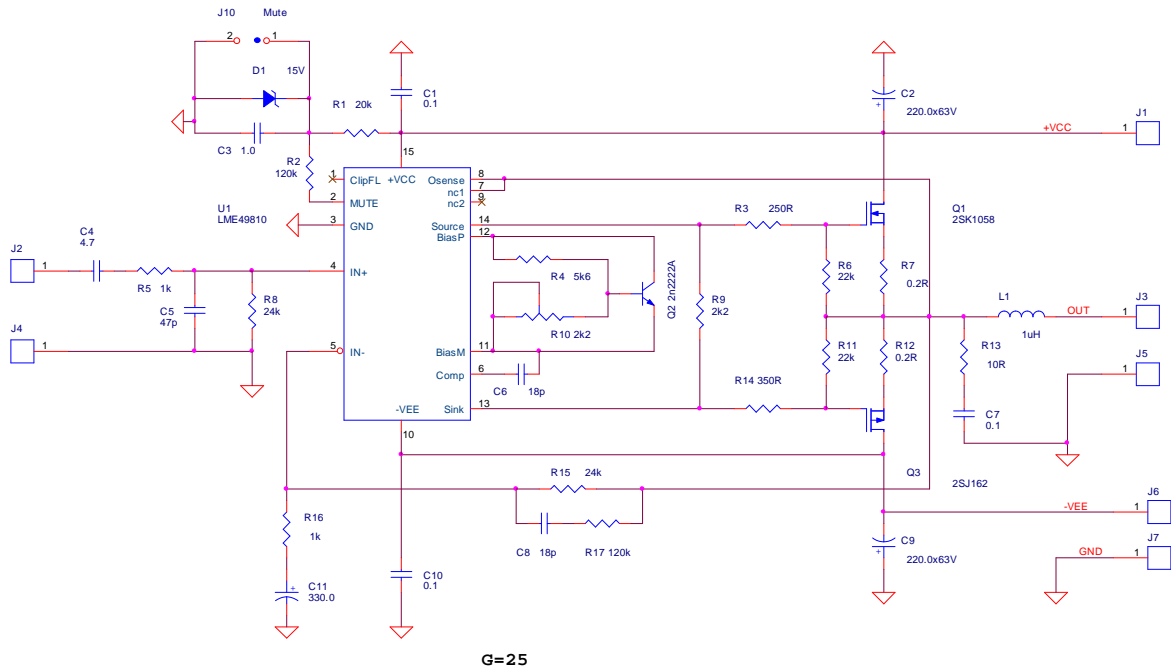 J10 Mute
2 1
D1 15V
R1 20k
C3 1.0
R2
120k
C1
0.1
C2
220.0x63V
+
J1
1
+VCC
15
1 ClipFL
+VCC
Osense 8
nc1 7
nc2 9
2 MUTE
U1
LME49810
3 GND
Source 14
BiasP 12
R3 250R
Q1
2SK1058
J2
1
C4
4.7
R5 1k
4 IN+
R4 5k6
Q2 2n2222A
R6
22k
R7
0.2R
C5
47p
R8
24k
R9
2k2
R10 2k2
L1
1uH
OUT
J3
1
J4
1
5 IN-
BiasM 11
R11
22k
R12
0.2R
R13
10R
J5
1
Comp 6
C6 18p
R14 350R
-VEE
Sink 13
10
C7
0.1
R15 24k
Q3
2SJ162
R16
1k
C8 18p R17 120k
-VEE
J6
1
C9
220.0x63V
+
GND
J7
1
C10
0.1
C11
330.0
+
G=25